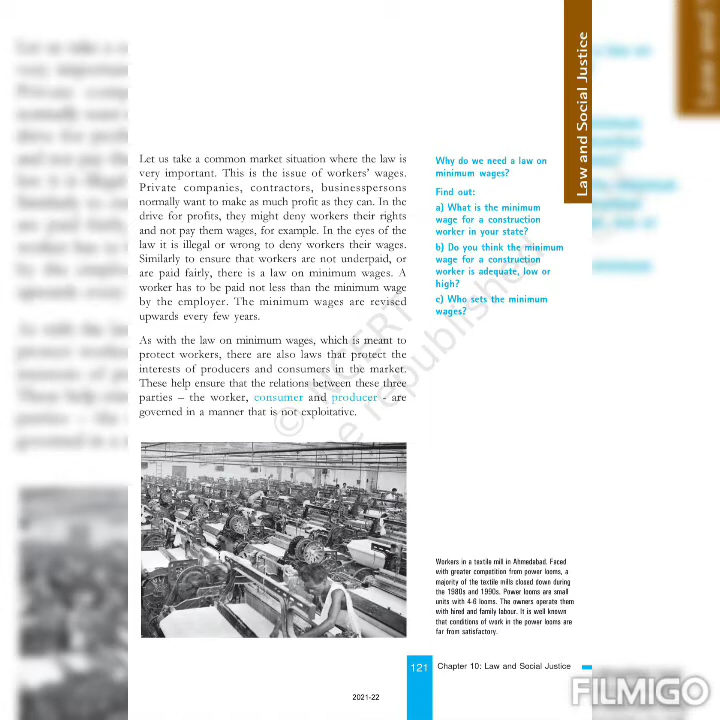 Law and Social Justice
Let us take a common market situation where the law is
very important. This is the issue of workers' wages.
Private companies, contractors, businesspersons
normally want to make as much profit as they can. In the
drive for profits, they might deny workers their rights
and not pay them wages, for example. In the eyes of the
law it is illegal or wrong to deny workers their wages.
Similarly to ensure that workers are not underpaid, or
are paid fairly, there is a law on minimum wages. A
worker has to be paid not less than the minimum wage
by the employer. The minimum wages are revised
upwards every few years.
As with the law on minimum wages, which is meant to
protect workers, there are also laws that protect the
interests of producers and consumers in the market.
These help ensure that the relations between these three
parties – the worker, consumer and producer - are
governed in a manner that is not exploitative.
Why do we need a law on
minimum wages?
Find out:
a) What is the minimum
wage for a construction
worker in your state?
b) Do you think the minimum
wage for a construction
worker is adequate, low or
high?
c) Who sets the minimum
wages?
© NCERT
be republished
Workers in a textile mill in Ahmedabad. Faced
with greater competition from power looms, a
majority of the textile mills closed down during
the 1980s and 1990s. Power looms are small
units with 4-6 looms. The owners operate them
with hired and family labour. It is well known
that conditions of work in the power looms are
far from satisfactory.
121 Chapter 10: Law and Social Justice
2021-22
FILMIGO